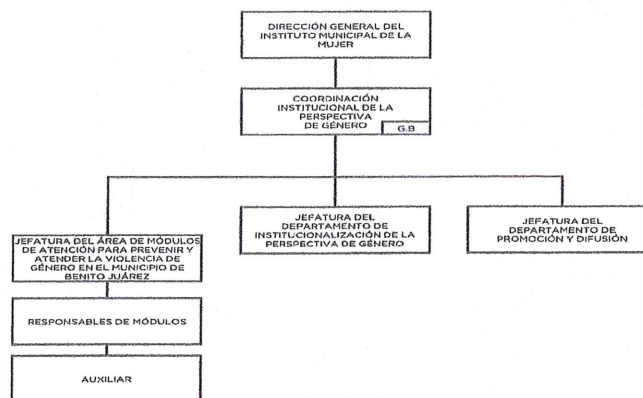 DIRECCIÓN GENERAL DEL
INSTITUTO MUNICIPAL DE LA
MUJER
COORDINACIÓN
INSTITUCIONAL DE LA
PERSPECTIVA
DE GÉNERO
G.B
JEFATURA DEL ÁREA DE MÓDULOS
DE ATENCIÓN PARA PREVENIR Y
ATENDER LA VIOLENCIA DE
GÉNERO EN EL MUNICIPIO DE
BENITO JUÁREZ
JEFATURA DEL
DEPARTAMENTO DE
INSTITUCIONALIZACIÓN DE LA
PERSPECTIVA DE GÉNERO
JEFATURA DEL
DEPARTAMENTO DE
PROMOCIÓN Y DIFUSIÓN
RESPONSABLES DE MÓDULOS
AUXILIAR